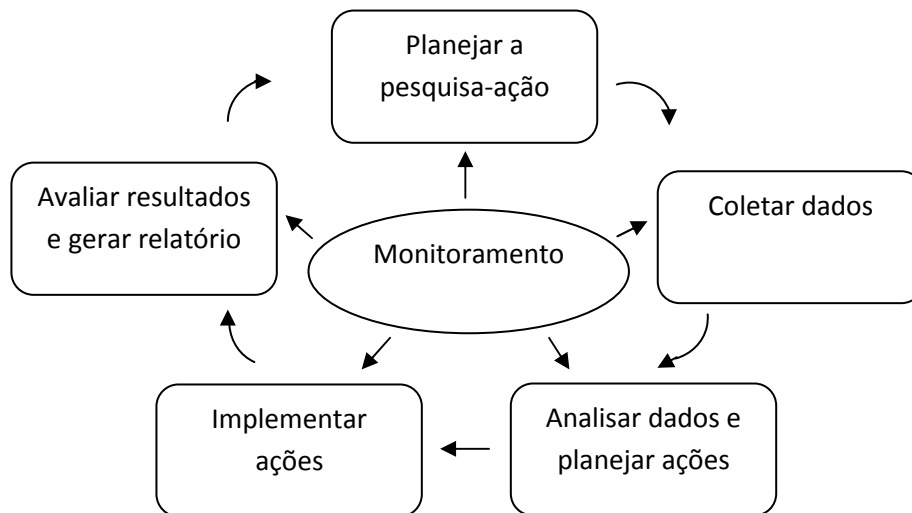 Planejar a
pesquisa-ação
Avaliar resultados
e gerar relatório
Coletar dados
Monitoramento
Implementar
ações
Analisar dados e
planejar ações